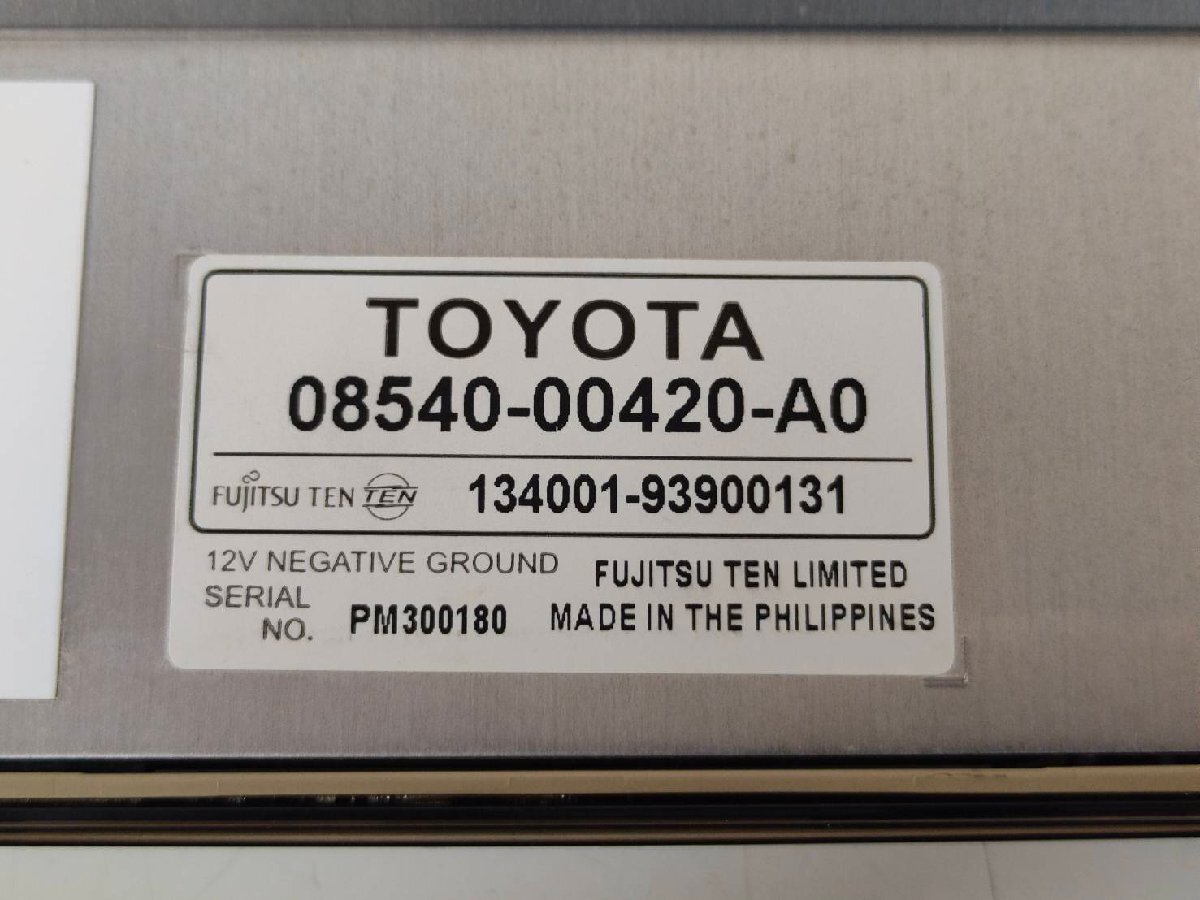 TOYOTA
08540-00420-A0
FUJITSU TEN TEN 134001-93900131
12V NEGATIVE GROUND
SERIAL NO. PM300180
FUJITSU TEN LIMITED
MADE IN THE PHILIPPINES